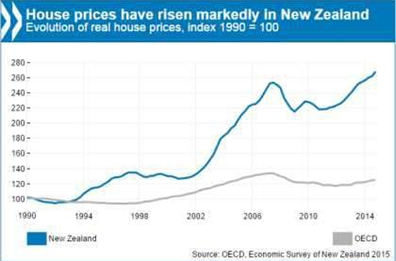 House prices have risen markedly in New Zealand
Evolution of real house prices, index 1990 = 100
280
260
240
220
200
180
160
140
120
100
1990 1994 1998 2002 2006 2010 2014
New Zealand OECD
Source: OECD, Economic Survey of New Zealand 2015